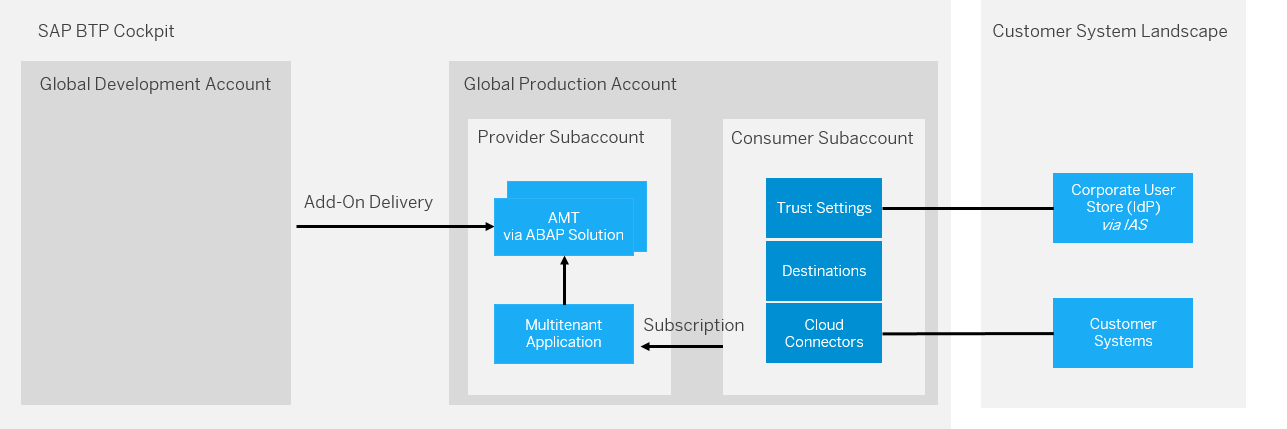 SAP BTP Cockpit
Customer System Landscape
Global Development Account
Global Production Account
Provider Subaccount
Consumer Subaccount
Add-On Delivery
AMT
via ABAP Solution
Trust Settings
Corporate User
Store (IdP)
via IAS
Destinations
Multitenant
Application
Subscription
Cloud
Connectors
Customer
Systems